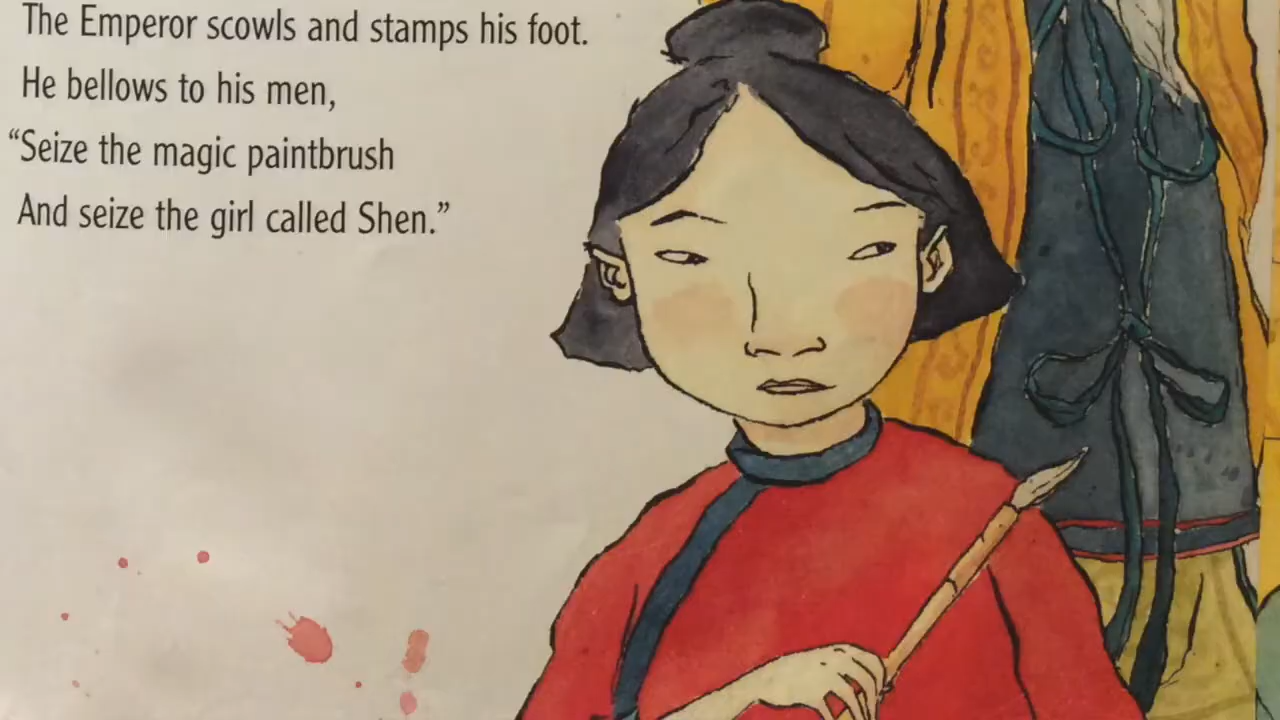 The Emperor scowls and stamps his foot.
He bellows to his men,
“Seize the magic paintbrush
And seize the girl called Shen.”